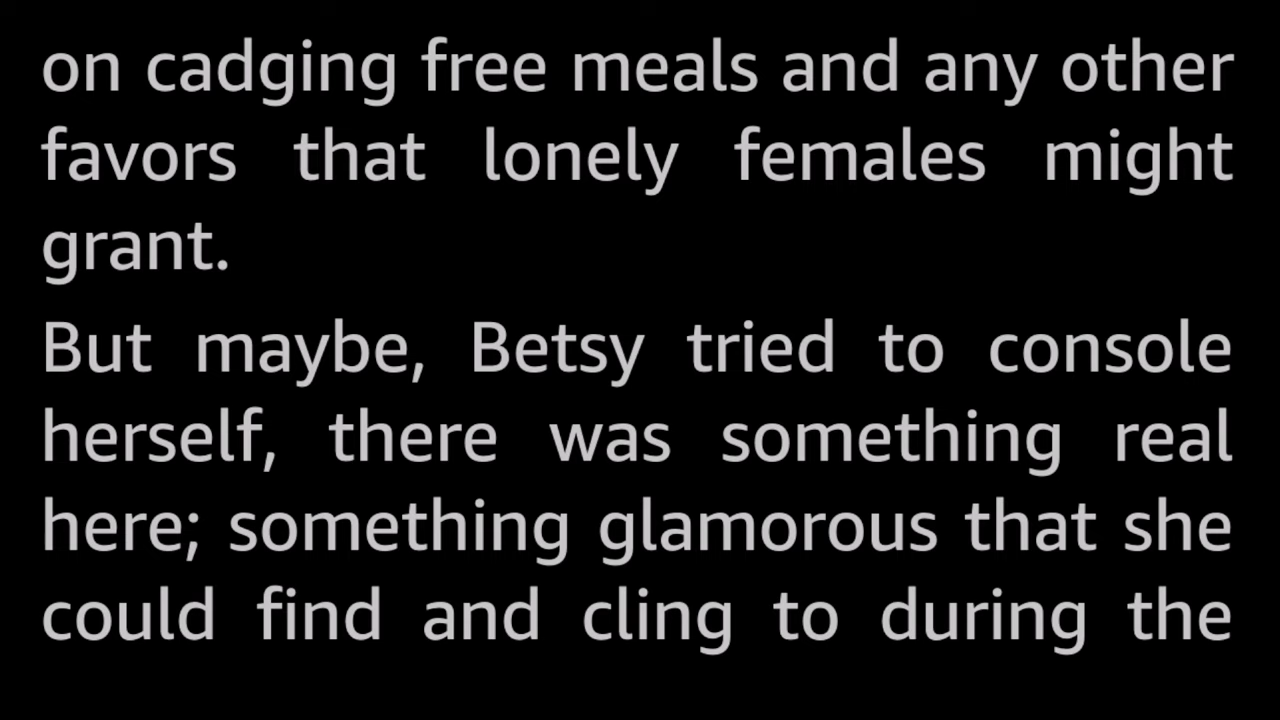 on cadging free meals and any other
favors that lonely females might
grant.
But maybe, Betsy tried to console
herself, there was something real
here; something glamorous that she
could find and cling to during the